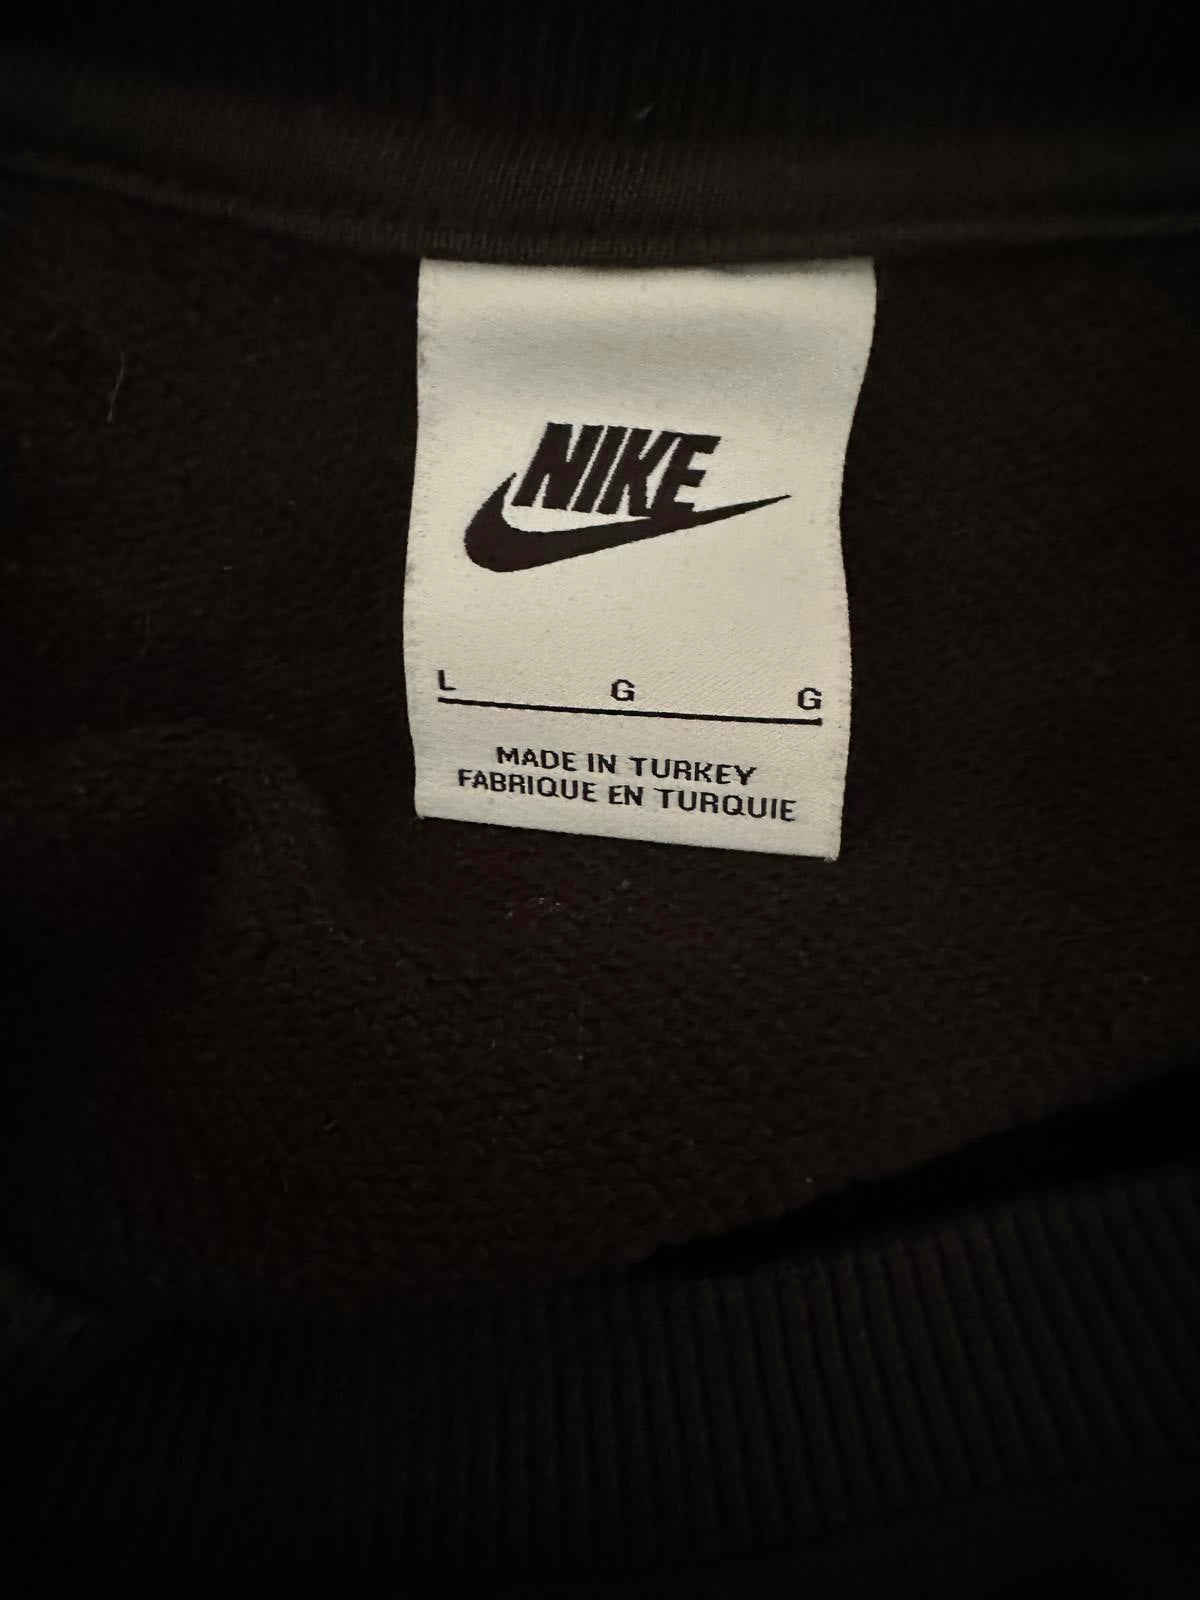 NIKE
L G G
MADE IN TURKEY
FABRIQUE EN TURQUIE